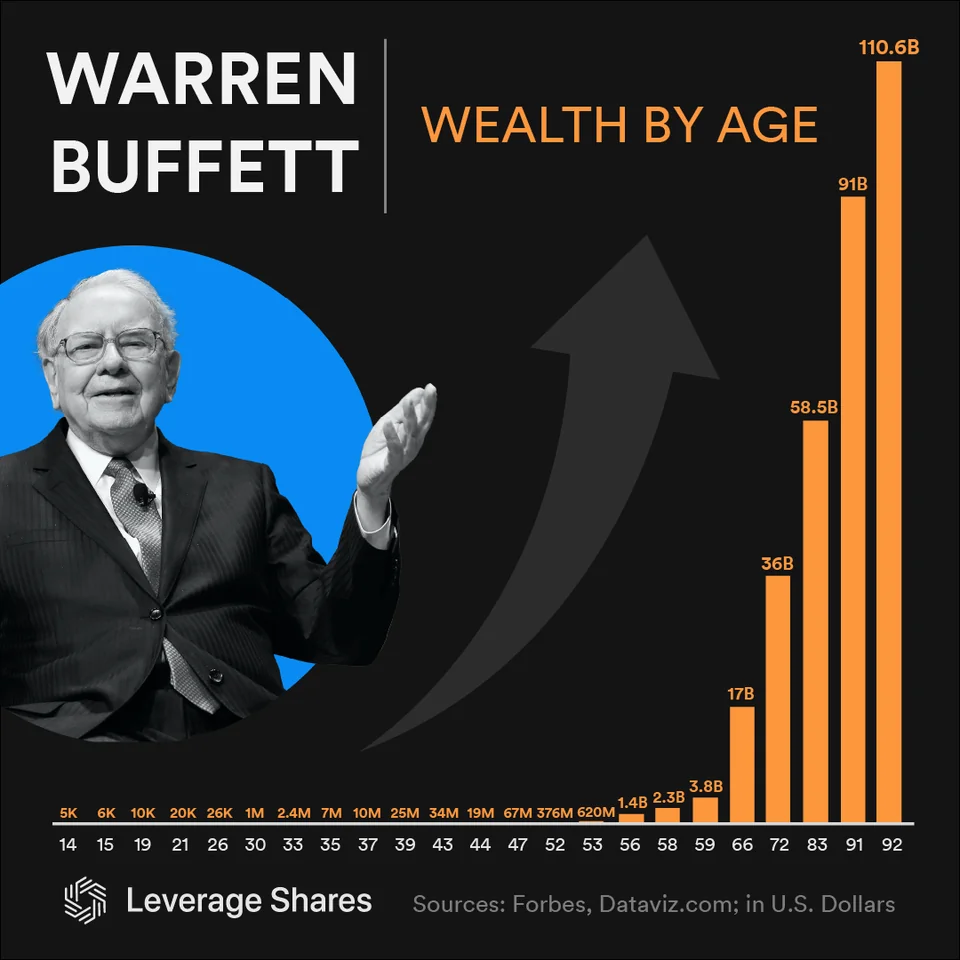 WARREN
BUFFETT
WEALTH BY AGE
5K 6K 10K 20K 26K 1M 2.4M 7M 10M 25M 34M 19M 67M 376M 620M 1.4B 2.3B 3.8B 17B 36B 58.5B 91B 110.6B
14 15 19 21 26 30 33 35 37 39 43 44 47 52 53 56 58 59 66 72 83 91 92
Leverage Shares
Sources: Forbes, Dataviz.com; in U.S. Dollars